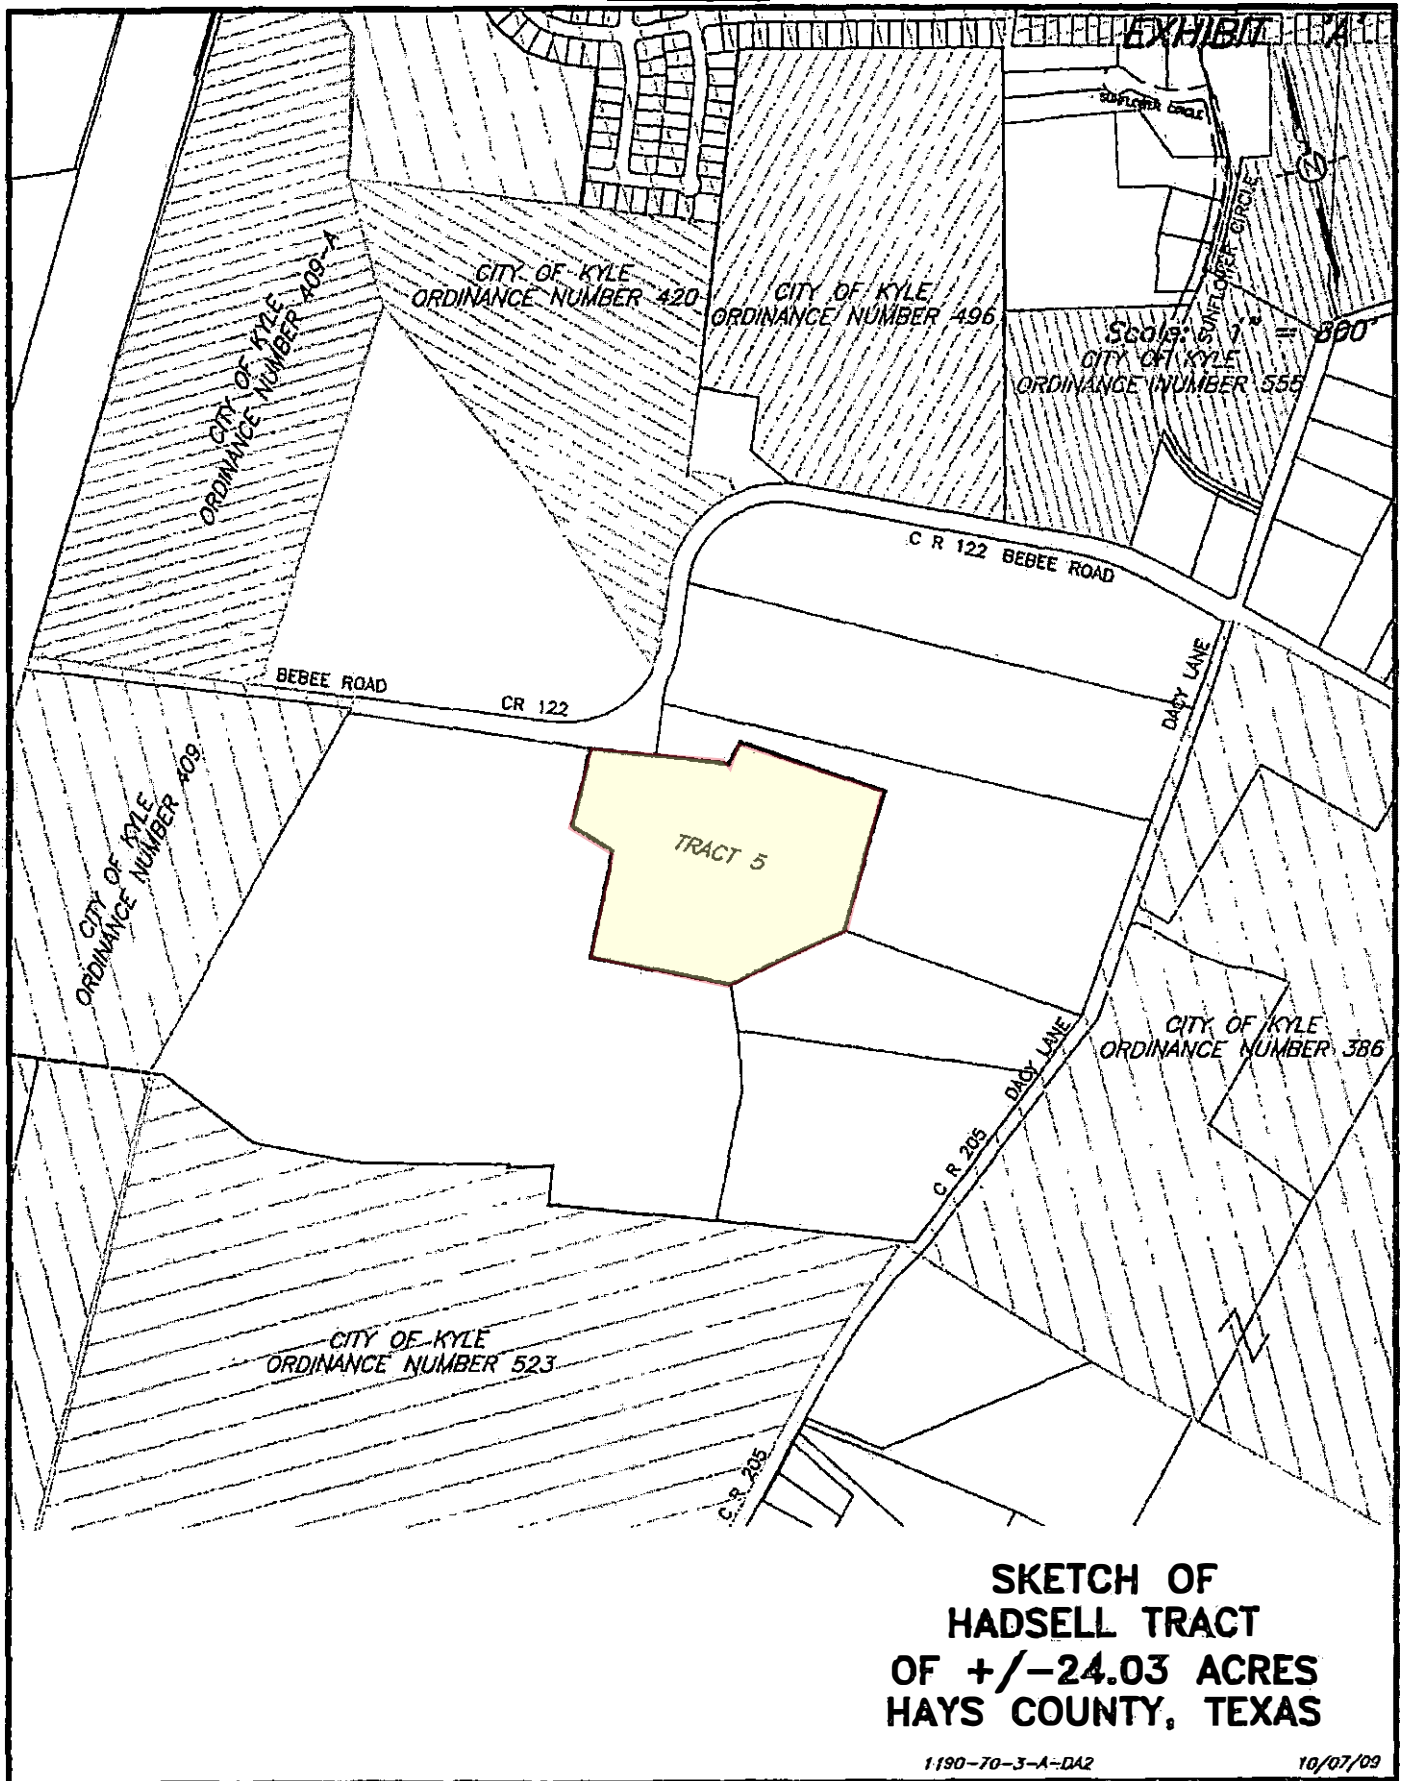 EXHIBIT 'A'
SUNFLOWER CIRCLE
SUNFLOWER CIRCLE
N
CITY OF KYLE
ORDINANCE NUMBER 409-A
CITY OF KYLE
ORDINANCE NUMBER 420
CITY OF KYLE
ORDINANCE NUMBER 496
Scale: 1" = 800'
CITY OF KYLE
ORDINANCE NUMBER 555
C R 122 BEBEE ROAD
BEBEE ROAD
CR 122
DACY LANE
CITY OF KYLE
ORDINANCE NUMBER 409
TRACT 5
CITY OF KYLE
ORDINANCE NUMBER 386
DACY LANE
C R 205
CITY OF KYLE
ORDINANCE NUMBER 523
C R 205
SKETCH OF
HADSELL TRACT
OF +/-24.03 ACRES
HAYS COUNTY, TEXAS
1190-70-3-A-DA2
10/07/09